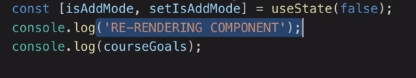 const [isAddMode, setIsAddMode] = useState(false);
console.log('RE-RENDERING COMPONENT');
console.log(courseGoals);